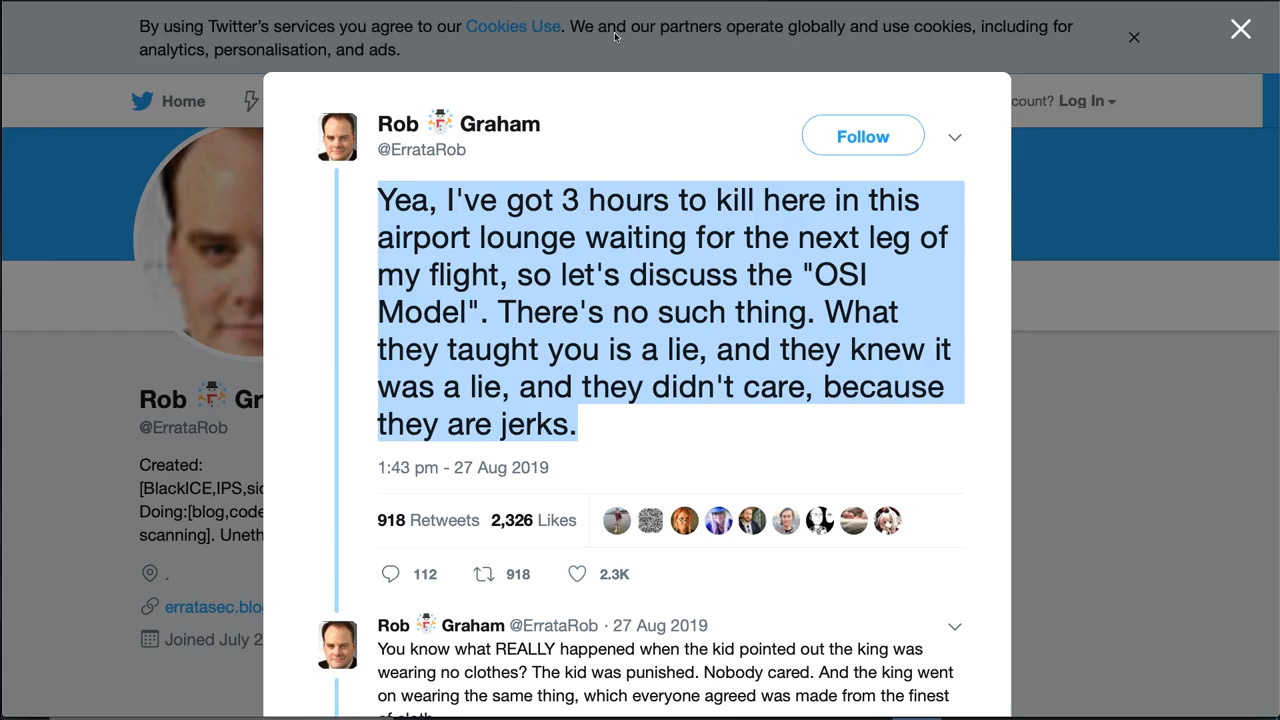 By using Twitter's services you agree to our Cookies Use. We and our partners operate globally and use cookies, including for
analytics, personalisation, and ads.
Home
count? Log In
Rob ☃️ Graham
@ErrataRob
Follow
Yea, I've got 3 hours to kill here in this
airport lounge waiting for the next leg of
my flight, so let's discuss the "OSI
Model". There's no such thing. What
they taught you is a lie, and they knew it
was a lie, and they didn't care, because
they are jerks.
1:43 pm - 27 Aug 2019
918 Retweets 2,326 Likes
112 918 2.3K
Rob ☃️ Graham @ErrataRob · 27 Aug 2019
You know what REALLY happened when the kid pointed out the king was
wearing no clothes? The kid was punished. Nobody cared. And the king went
on wearing the same thing, which everyone agreed was made from the finest
of cloth
Rob ☃️ Gr
@ErrataRob
Created:
[BlackICE,IPS,sid
Doing:[blog,code
scanning]. Uneth
.
erratasec.blo
Joined July 2